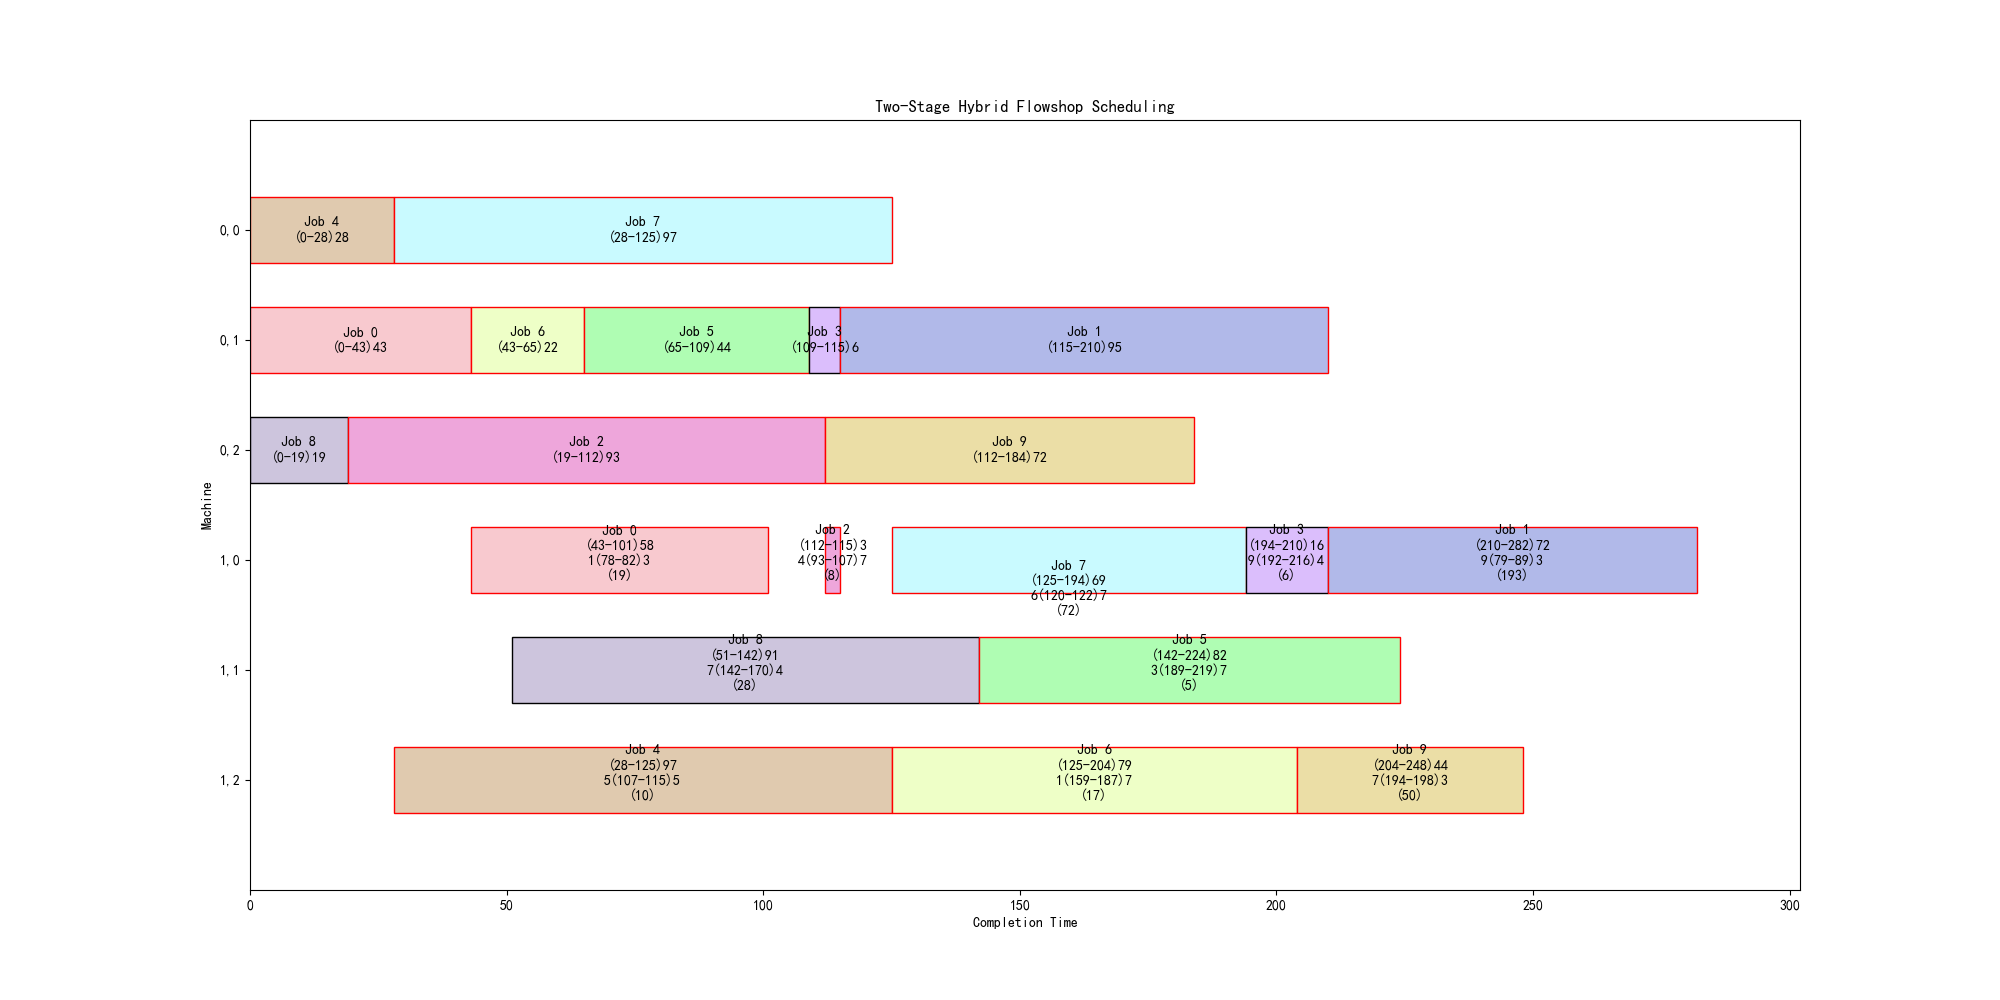 Two-Stage Hybrid Flowshop Scheduling
Machine
0,0
Job 4
(0-28)28
Job 7
(28-125)97
0,1
Job 0
(0-43)43
Job 6
(43-65)22
Job 5
(65-109)44
Job 3
(109-115)6
Job 1
(115-210)95
0,2
Job 8
(0-19)19
Job 2
(19-112)93
Job 9
(112-184)72
1,0
Job 0
(43-101)58
1(78-82)3
(19)
Job 2
(112-115)3
4(93-107)7
(8)
Job 7
(125-194)69
6(120-122)7
(72)
Job 3
(194-210)16
9(192-216)4
(6)
Job 1
(210-282)72
9(79-89)3
(193)
1,1
Job 8
(51-142)91
7(142-170)4
(28)
Job 5
(142-224)82
3(189-219)7
(5)
1,2
Job 4
(28-125)97
5(107-115)5
(10)
Job 6
(125-204)79
1(159-187)7
(17)
Job 9
(204-248)44
7(194-198)3
(50)
0 50 100 150 200 250 300
Completion Time